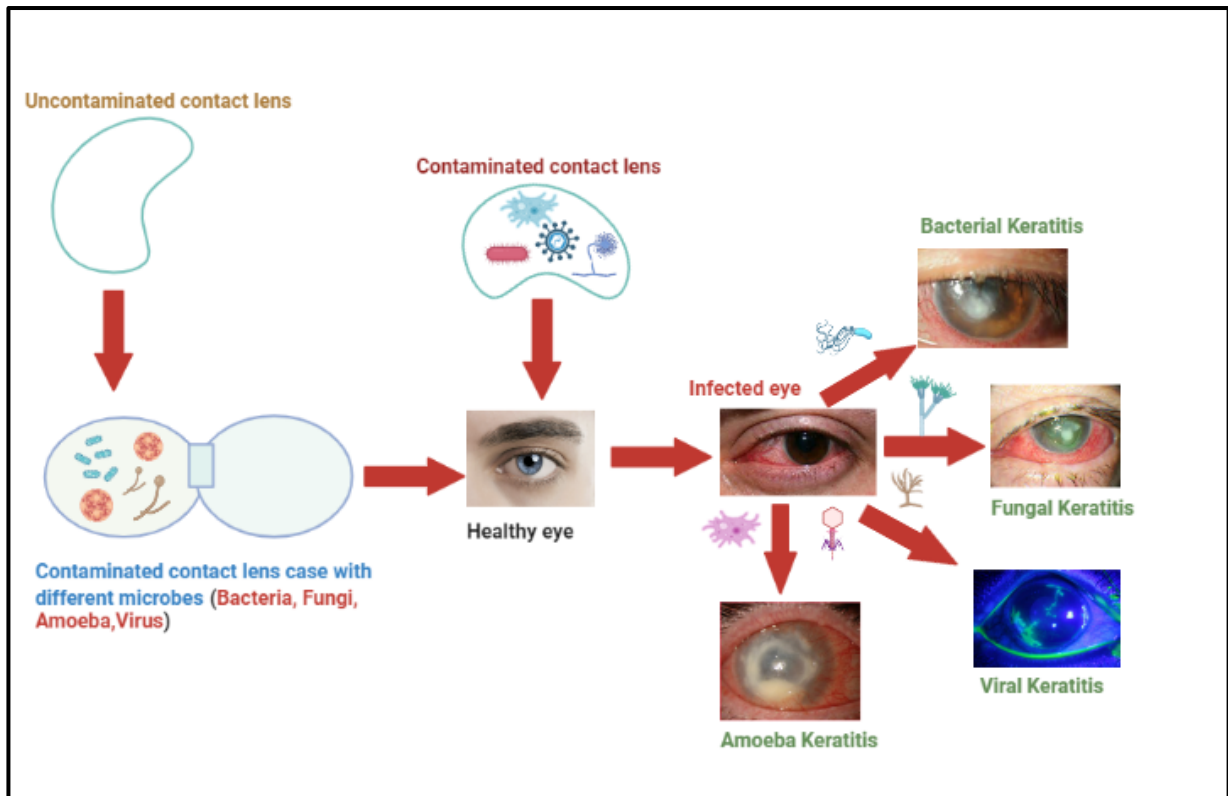 Uncontaminated contact lens
Contaminated contact lens
Bacterial Keratitis
Infected eye
Healthy eye
Fungal Keratitis
Contaminated contact lens case with
different microbes (Bacteria, Fungi,
Amoeba,Virus)
Viral Keratitis
Amoeba Keratitis